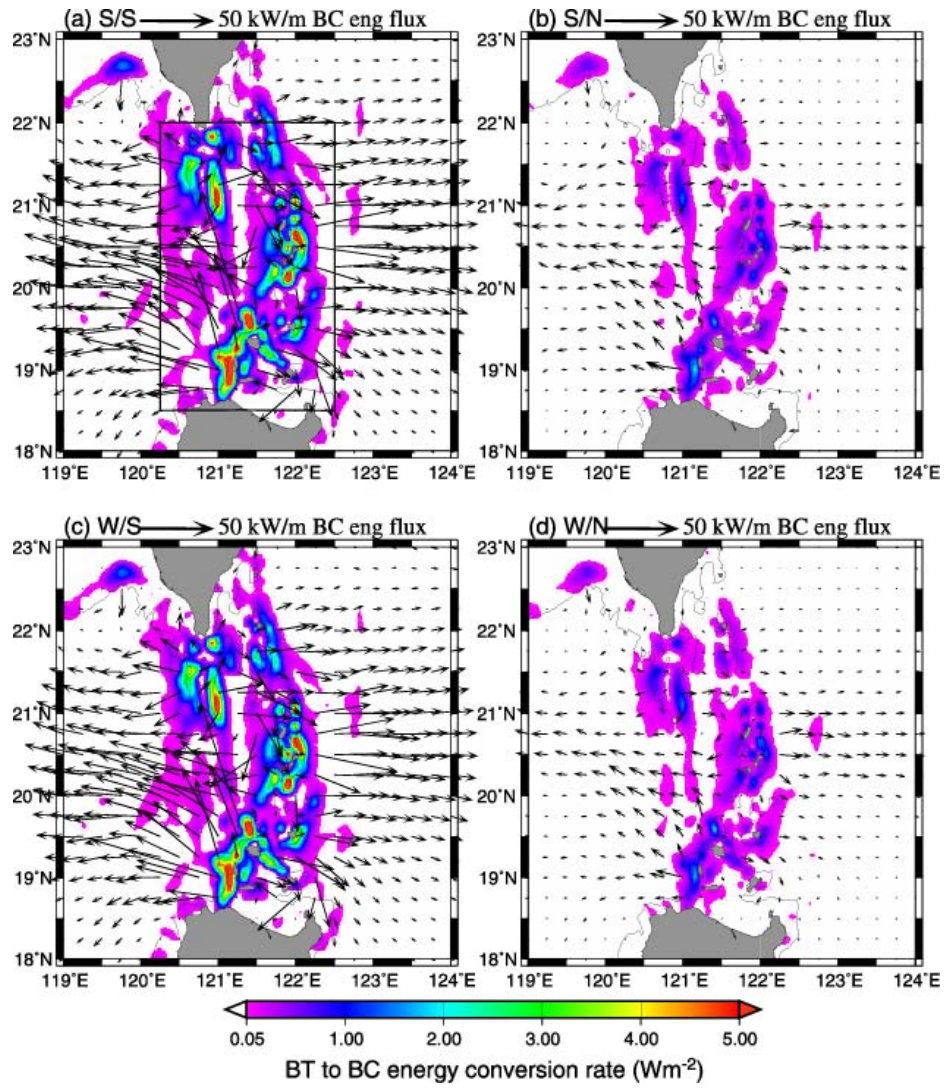 (a) S/S 50 kW/m BC eng flux
(b) S/N 50 kW/m BC eng flux
23˚N 23˚N
22˚N 22˚N
21˚N 21˚N
20˚N 20˚N
19˚N 19˚N
18˚N 18˚N
119˚E 120˚E 121˚E 122˚E 123˚E 124˚E
119˚E 120˚E 121˚E 122˚E 123˚E 124˚E
(c) W/S 50 kW/m BC eng flux
(d) W/N 50 kW/m BC eng flux
23˚N 23˚N
22˚N 22˚N
21˚N 21˚N
20˚N 20˚N
19˚N 19˚N
18˚N 18˚N
119˚E 120˚E 121˚E 122˚E 123˚E 124˚E
119˚E 120˚E 121˚E 122˚E 123˚E 124˚E
0.05 1.00 2.00 3.00 4.00 5.00
BT to BC energy conversion rate (Wm⁻²)